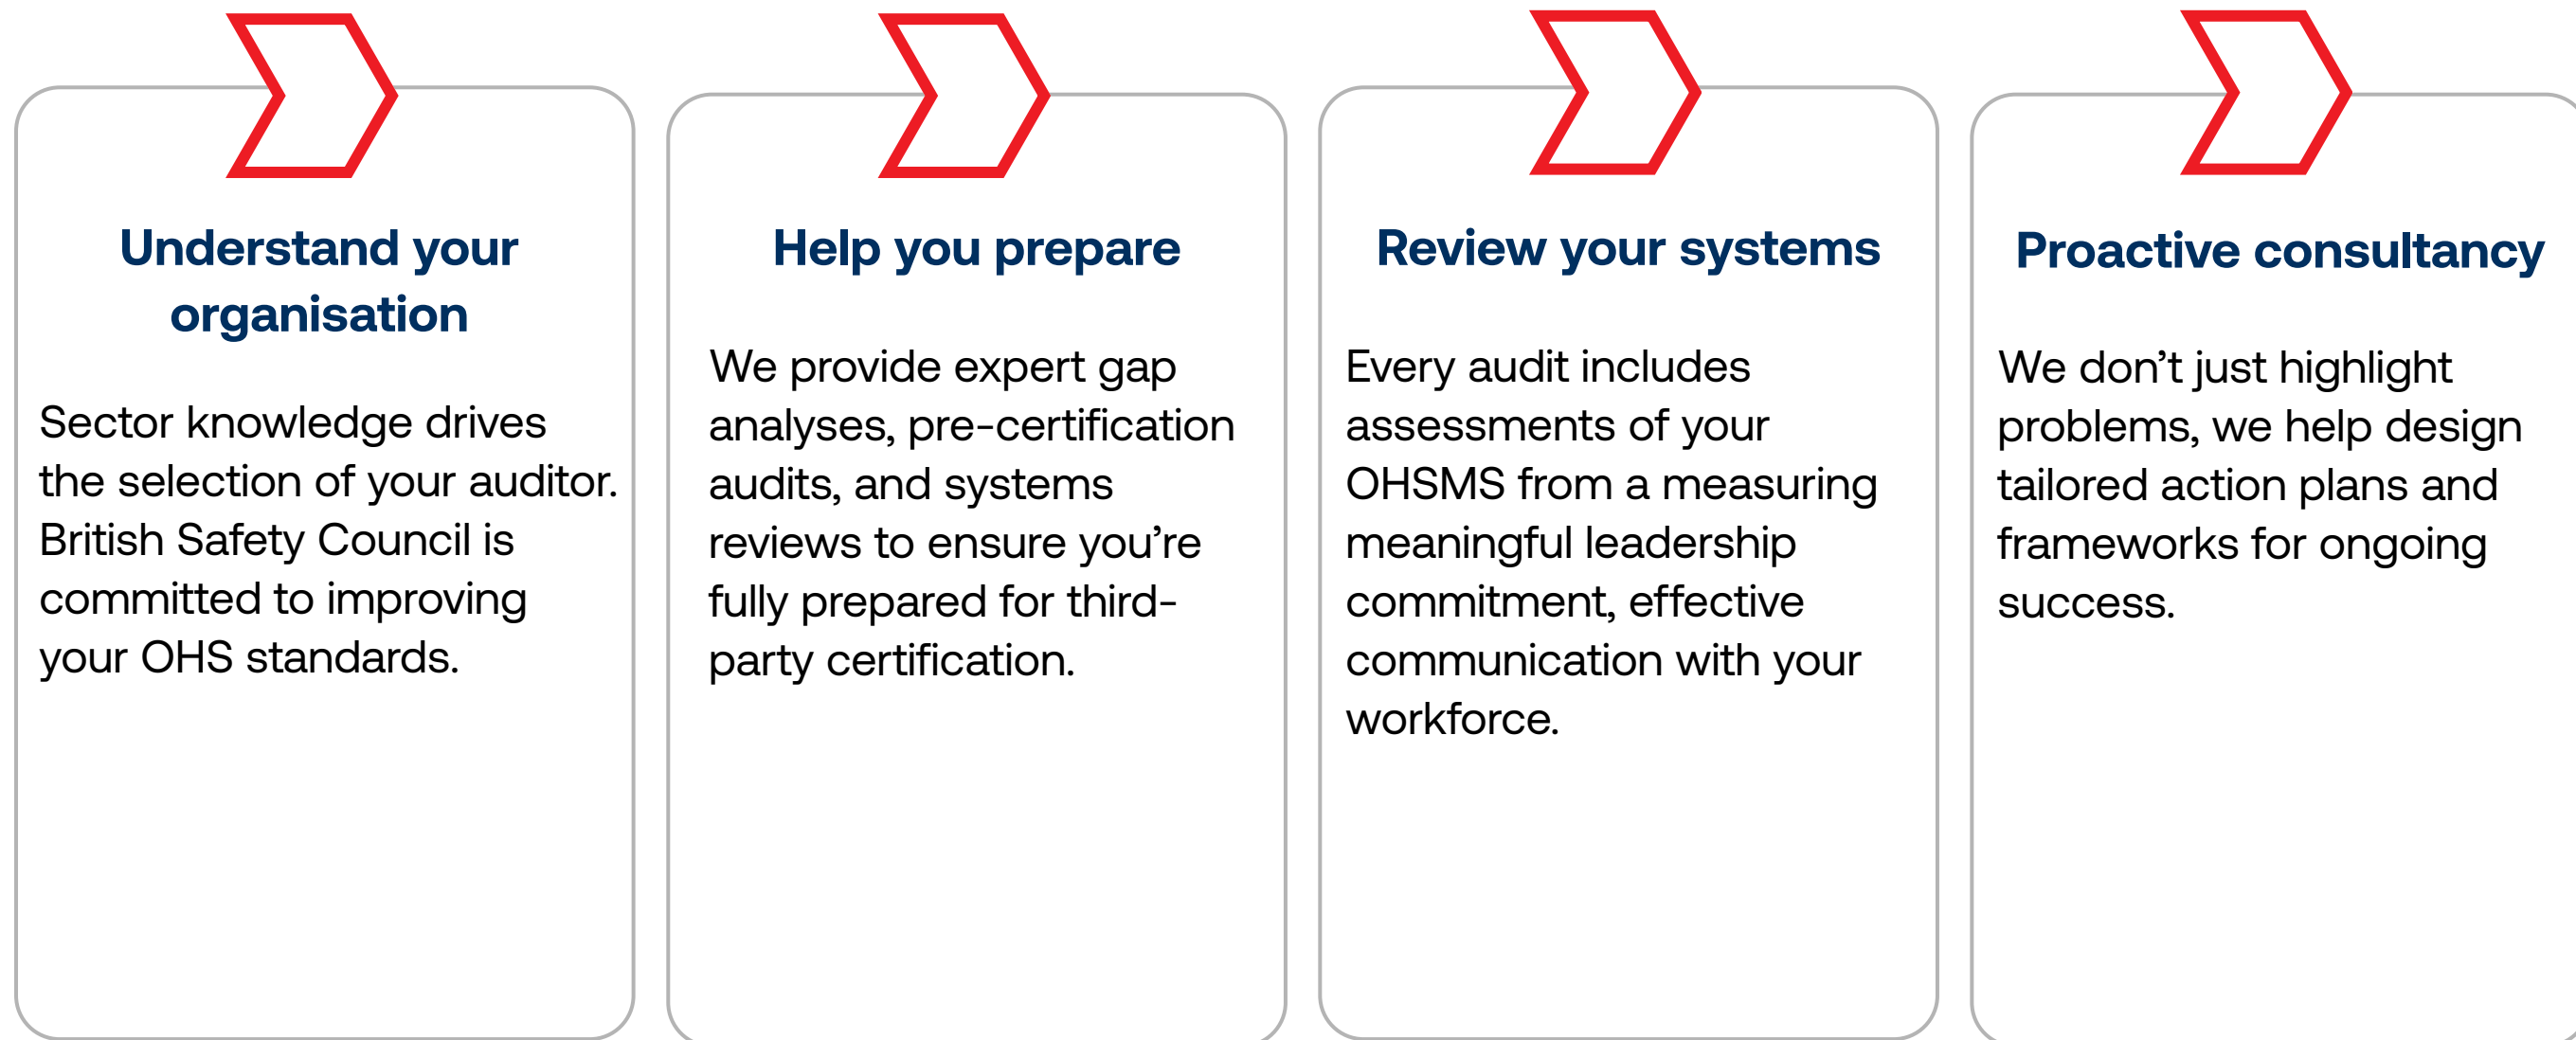 Understand your
organisation
Sector knowledge drives
the selection of your auditor.
British Safety Council is
committed to improving
your OHS standards.
Help you prepare
We provide expert gap
analyses, pre-certification
audits, and systems
reviews to ensure you’re
fully prepared for third-
party certification.
Review your systems
Every audit includes
assessments of your
OHSMS from a measuring
meaningful leadership
commitment, effective
communication with your
workforce.
Proactive consultancy
We don’t just highlight
problems, we help design
tailored action plans and
frameworks for ongoing
success.